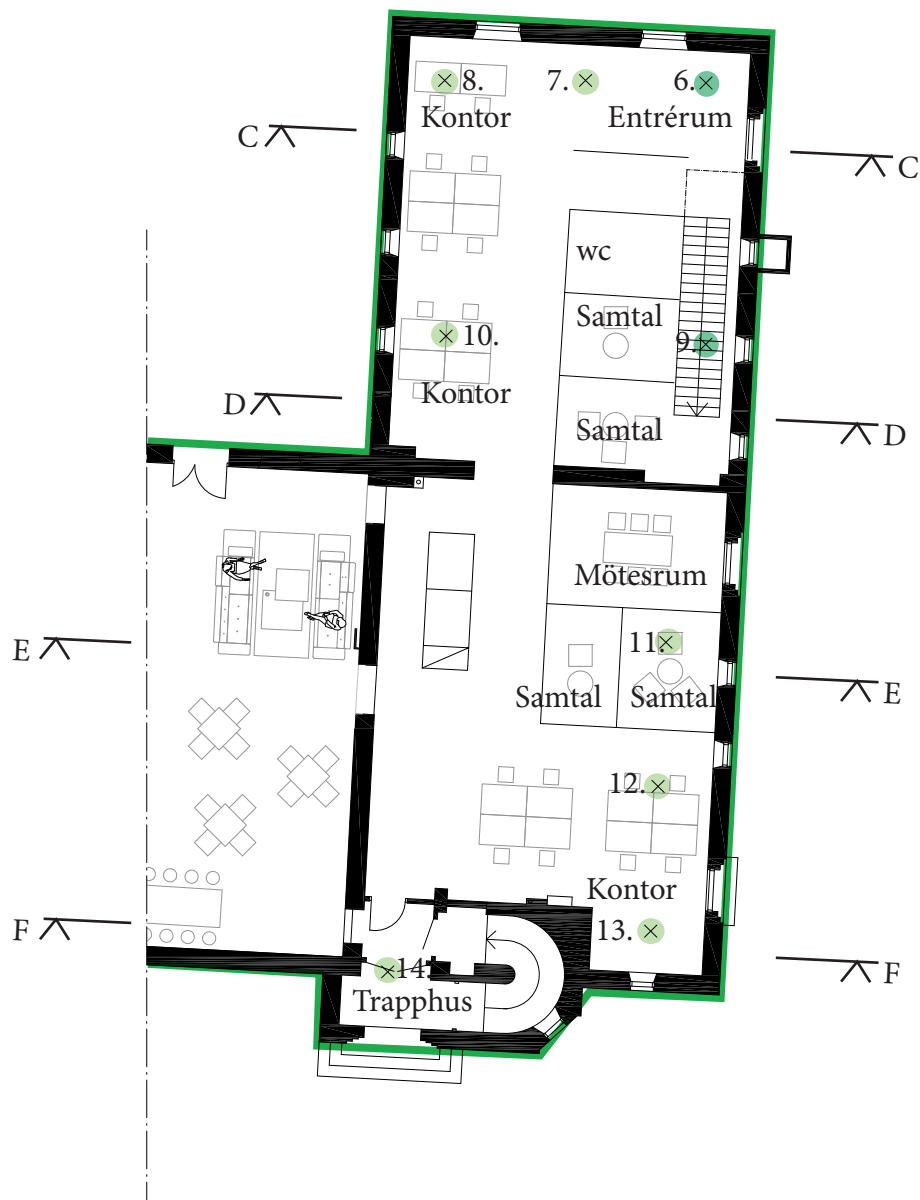 8.
7.
6.
Kontor
Entrérum
C
C
wc
Samtal
10.
9.
Kontor
D
Samtal
D
Mötesrum
11.
E
Samtal
Samtal
E
12.
Kontor
F
13.
14.
F
Trapphus